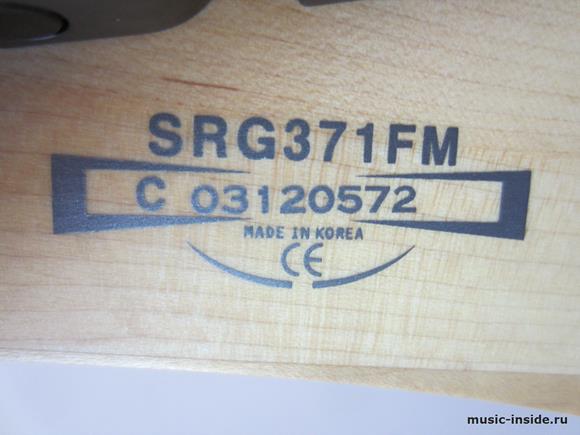 SRG371FM
C 03120572
MADE IN KOREA
CE
music-inside.ru